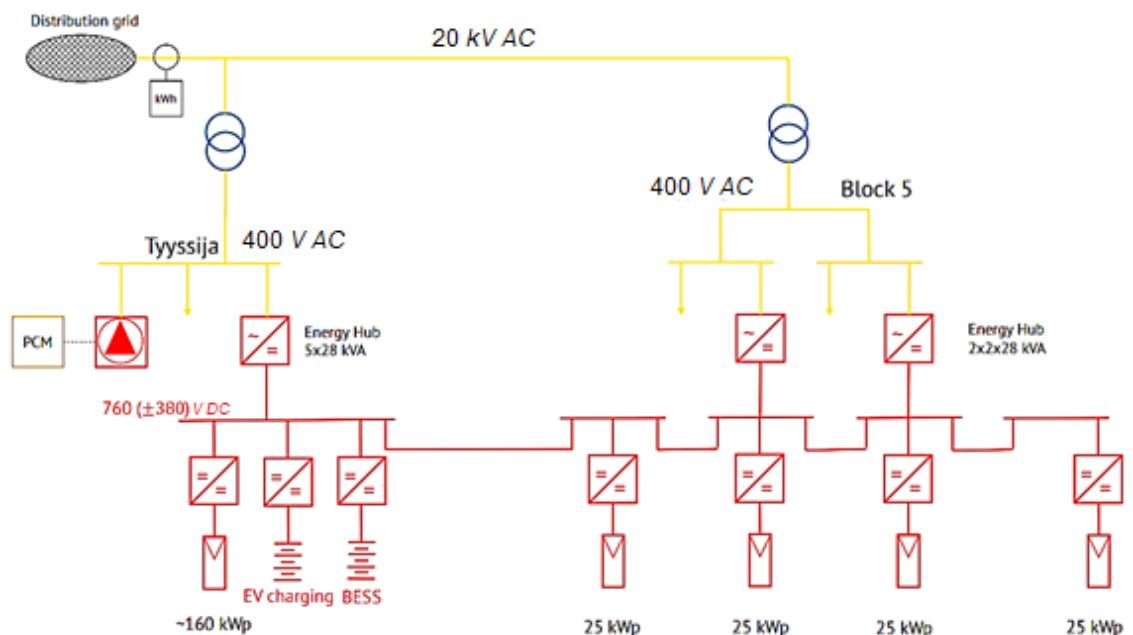 Distribution grid
20 kV AC
kWh
400 V AC
Block 5
Tyyssija
400 V AC
PCM
~
=
Energy Hub
5x28 kVA
~
=
~
=
Energy Hub
2x2x28 kVA
760 (±380) V DC
=
=
=
=
=
=
=
=
=
=
=
=
=
=
EV charging
BESS
~160 kWp
25 kWp
25 kWp
25 kWp
25 kWp